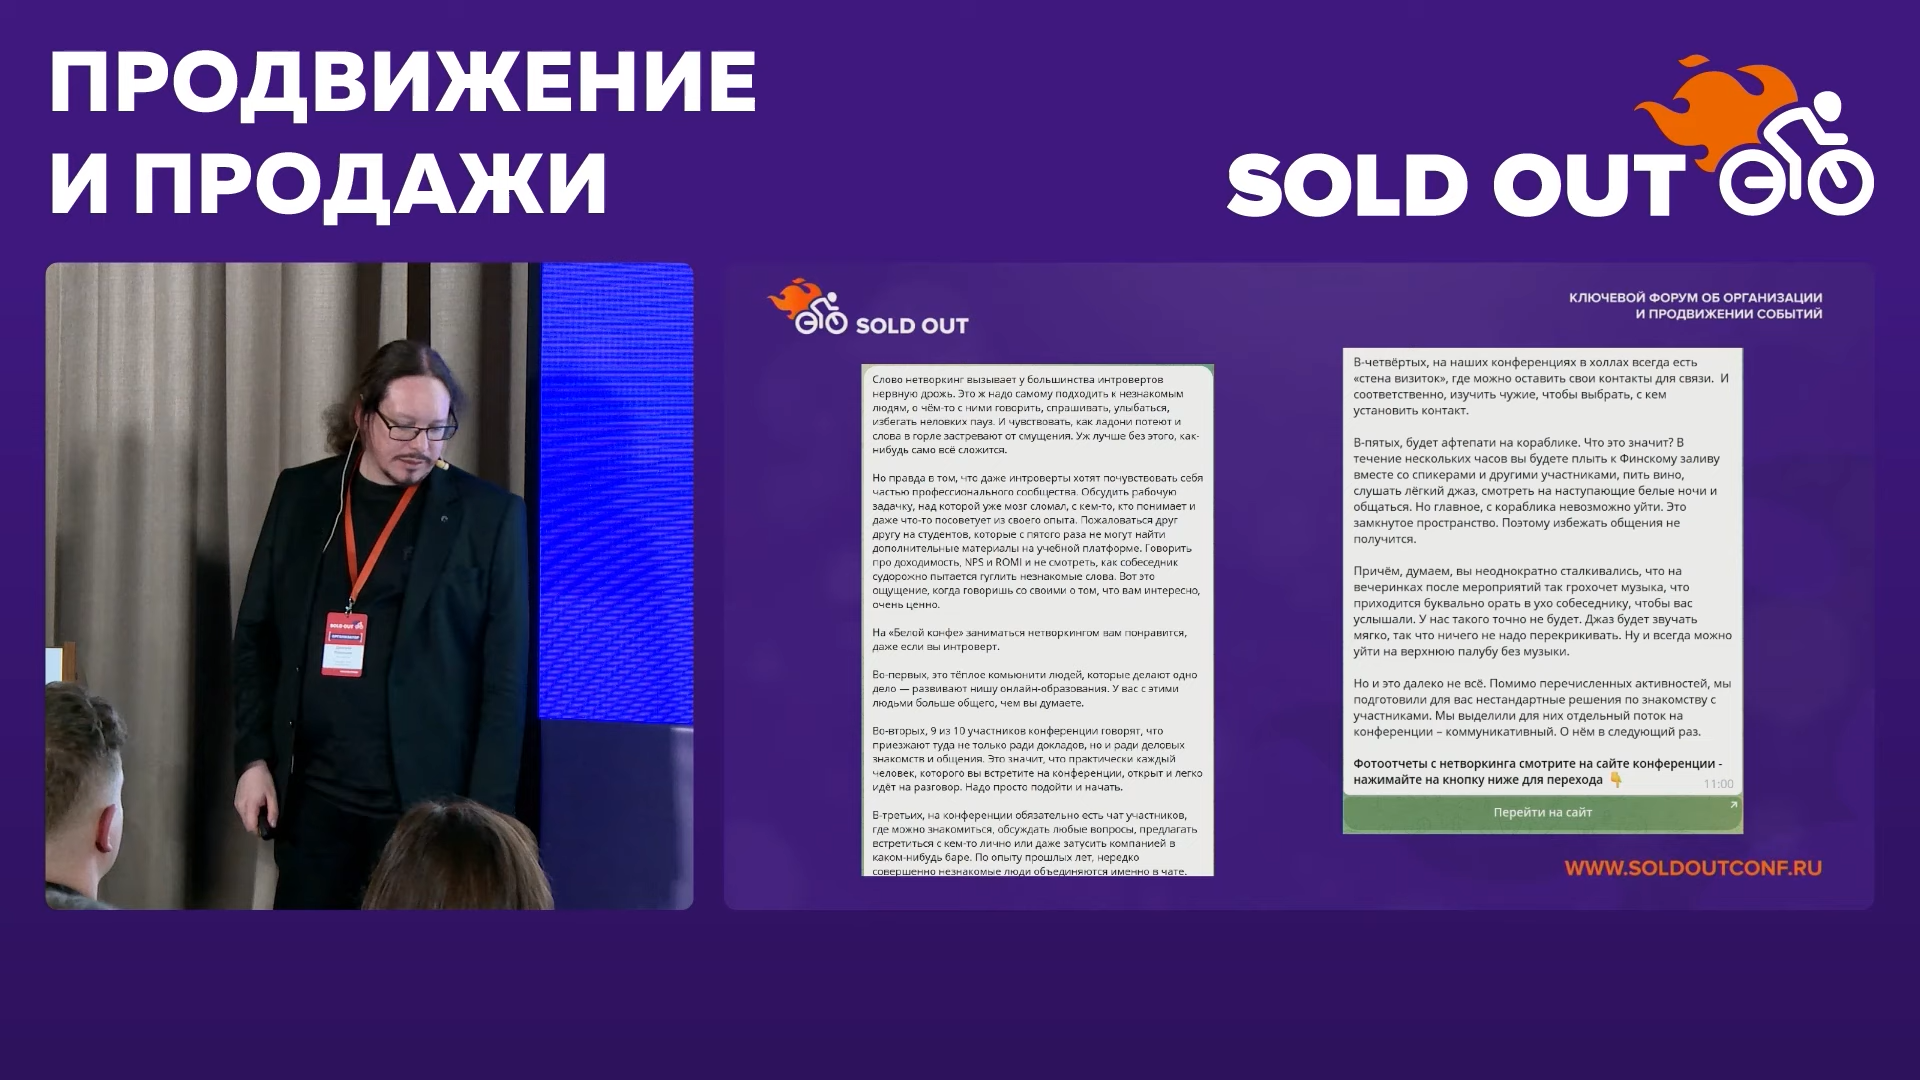 ПРОДВИЖЕНИЕ
И ПРОДАЖИ
SOLD OUT
SOLD OUT
КЛЮЧЕВОЙ ФОРУМ ОБ ОРГАНИЗАЦИИ
И ПРОДВИЖЕНИИ СОБЫТИЙ
Слово нетворкинг вызывает у большинства интровертов
нервную дрожь. Это ж надо самому подходить к незнакомым
людям, о чём-то с ними говорить, спрашивать, улыбаться,
избегать неловких пауз. И чувствовать, как ладони потеют и
слова в горле застревают от смущения. Уж лучше без этого, как-
нибудь само всё сложится.
Но правда в том, что даже интроверты хотят почувствовать себя
частью профессионального сообщества. Обсудить рабочую
задачку, над которой уже мозг сломал, с кем-то, кто понимает и
даже что-то посоветует из своего опыта. Пожаловаться друг
другу на студентов, которые с пятого раза не могут найти
дополнительные материалы на учебной платформе. Говорить
про доходимость, NPS и ROMI и не смотреть, как собеседник
судорожно пытается гуглить незнакомые слова. Вот это
ощущение, когда говоришь со своими о том, что вам интересно,
очень ценно.
На «Белой конфе» заниматься нетворкингом вам понравится,
даже если вы интроверт.
Во-первых, это тёплое комьюнити людей, которые делают одно
дело — развивают нишу онлайн-образования. У вас с этими
людьми больше общего, чем вы думаете.
Во-вторых, 9 из 10 участников конференции говорят, что
приезжают туда не только ради докладов, но и ради деловых
знакомств и общения. Это значит, что практически каждый
человек, которого вы встретите на конференции, открыт и легко
идёт на разговор. Надо просто подойти и начать.
В-третьих, на конференции обязательно есть чат участников,
где можно знакомиться, обсуждать любые вопросы, предлагать
встретиться с кем-то лично или даже затусить компанией в
каком-нибудь баре. По опыту прошлых лет, нередко
совершенно незнакомые люди объединяются именно в чате.
В-четвёртых, на наших конференциях в холлах всегда есть
«стена визиток», где можно оставить свои контакты для связи. И
соответственно, изучить чужие, чтобы выбрать, с кем
установить контакт.
В-пятых, будет афтепати на кораблике. Что это значит? В
течение нескольких часов вы будете плыть к Финскому заливу
вместе со спикерами и другими участниками, пить вино,
слушать лёгкий джаз, смотреть на наступающие белые ночи и
общаться. Но главное, с кораблика невозможно уйти. Это
замкнутое пространство. Поэтому избежать общения не
получится.
Причём, думаем, вы неоднократно сталкивались, что на
вечеринках после мероприятий так грохочет музыка, что
приходится буквально орать в ухо собеседнику, чтобы вас
услышали. У нас такого точно не будет. Джаз будет звучать
мягко, так что ничего не надо перекрикивать. Ну и всегда можно
уйти на верхнюю палубу без музыки.
Но и это далеко не всё. Помимо перечисленных активностей, мы
подготовили для вас нестандартные решения по знакомству с
участниками. Мы выделили для них отдельный поток на
конференции – коммуникативный. О нём в следующий раз.
Фотоотчеты с нетворкинга смотрите на сайте конференции -
нажимайте на кнопку ниже для перехода 👇
11:00
Перейти на сайт
WWW.SOLDOUTCONF.RU
SOLD OUT